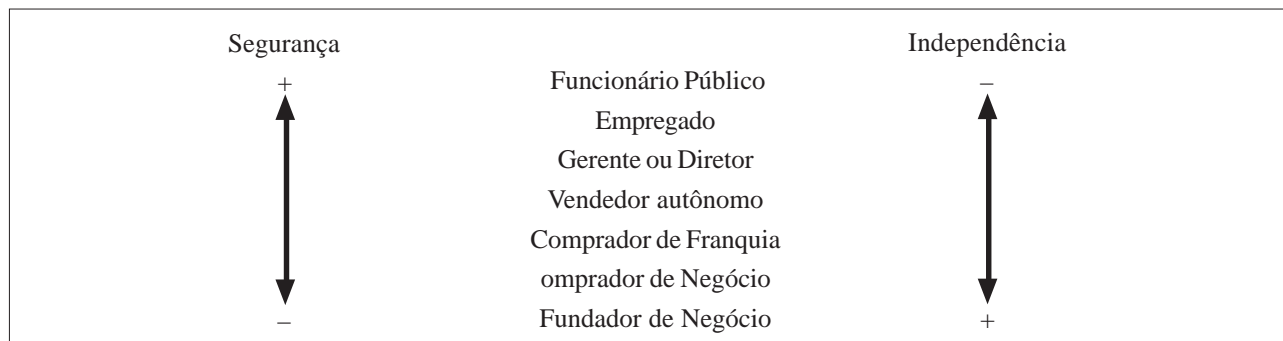 Segurança Independência
+ Funcionário Público –
Empregado
Gerente ou Diretor
Vendedor autônomo
Comprador de Franquia
omprador de Negócio
– Fundador de Negócio +